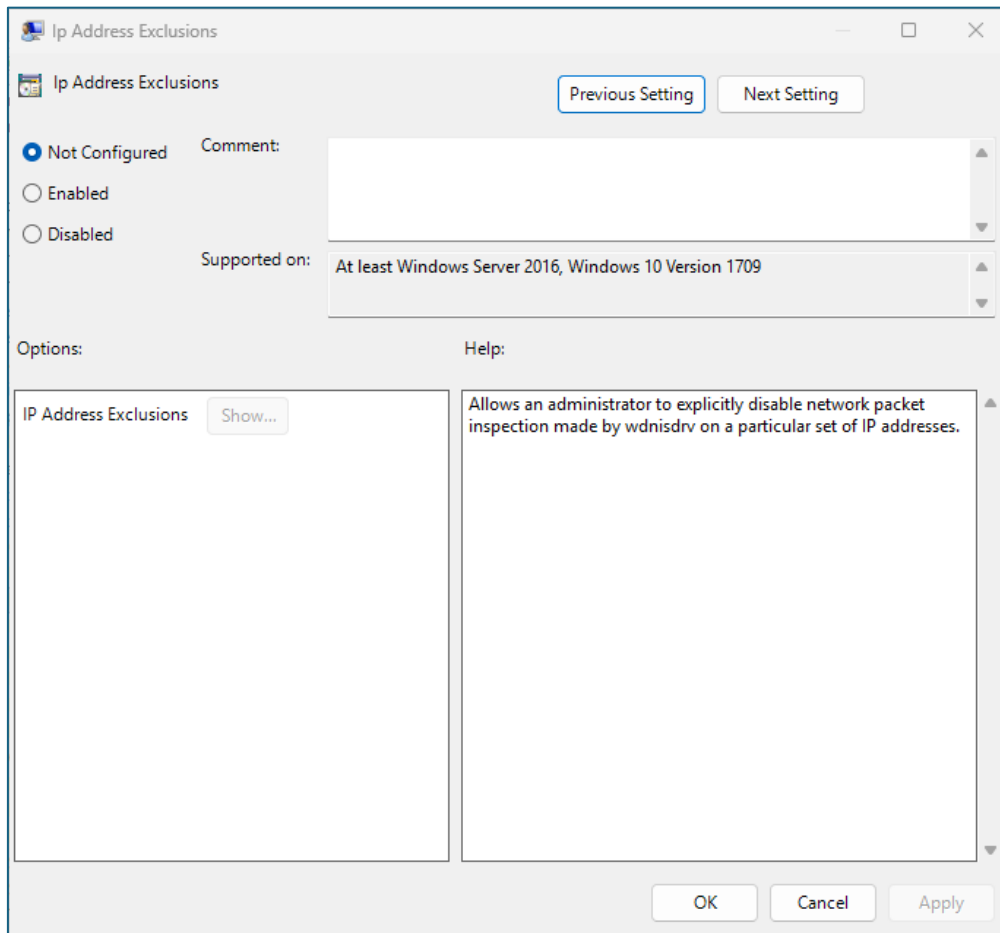 Ip Address Exclusions
Ip Address Exclusions
Previous Setting
Next Setting
Not Configured
Comment:
Enabled
Disabled
Supported on:
At least Windows Server 2016, Windows 10 Version 1709
Options:
Help:
IP Address Exclusions
Show...
Allows an administrator to explicitly disable network packet
inspection made by wdnisdrv on a particular set of IP addresses.
OK
Cancel
Apply